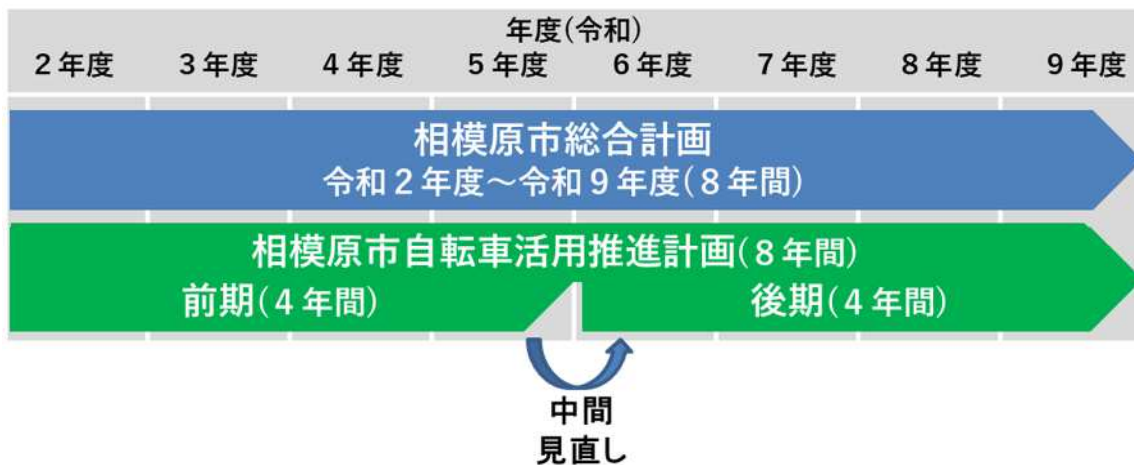 年度(令和)
2年度 3年度 4年度 5年度 6年度 7年度 8年度 9年度
相模原市総合計画
令和2年度～令和9年度(8年間)
相模原市自転車活用推進計画(8年間)
前期(4年間) 後期(4年間)
中間
見直し